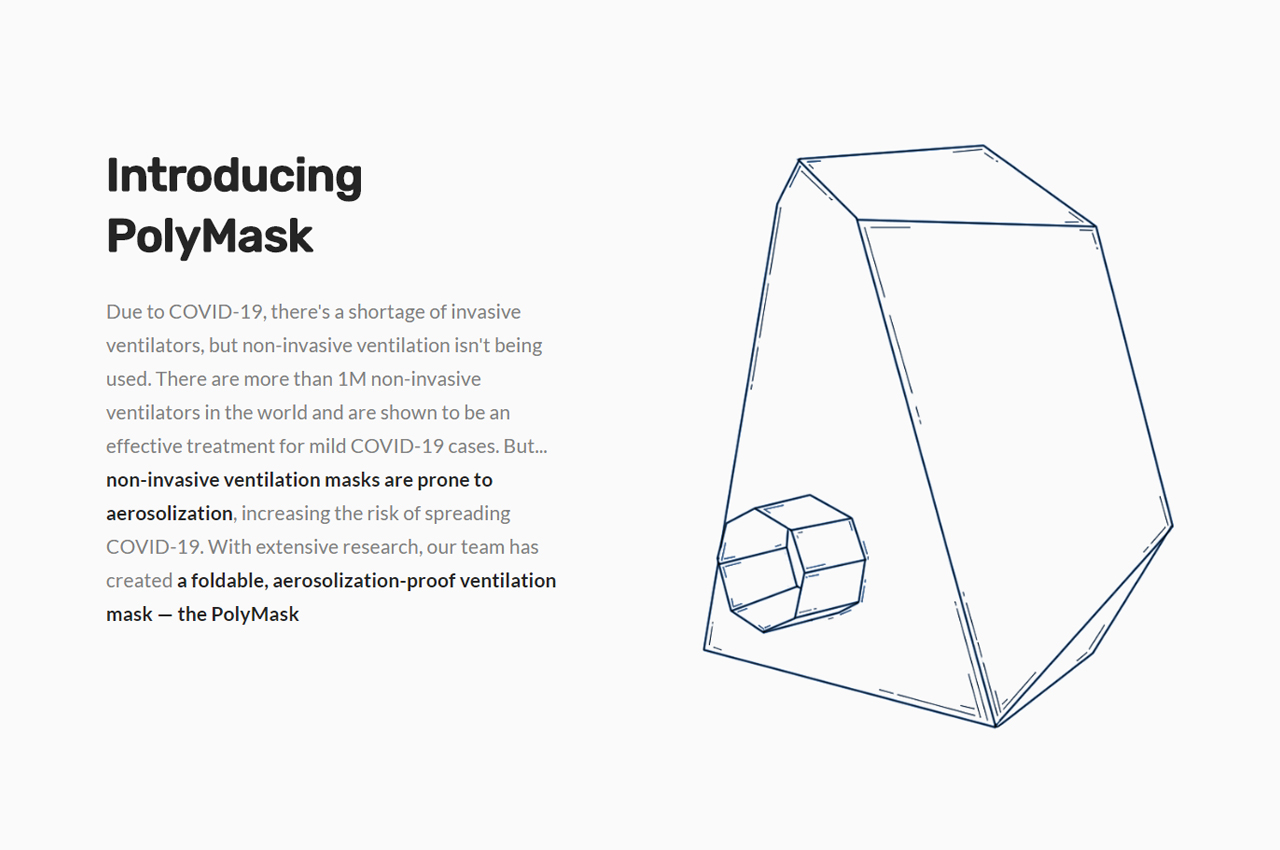 Introducing
PolyMask
Due to COVID-19, there's a shortage of invasive
ventilators, but non-invasive ventilation isn't being
used. There are more than 1M non-invasive
ventilators in the world and are shown to be an
effective treatment for mild COVID-19 cases. But...
non-invasive ventilation masks are prone to
aerosolization, increasing the risk of spreading
COVID-19. With extensive research, our team has
created a foldable, aerosolization-proof ventilation
mask — the PolyMask